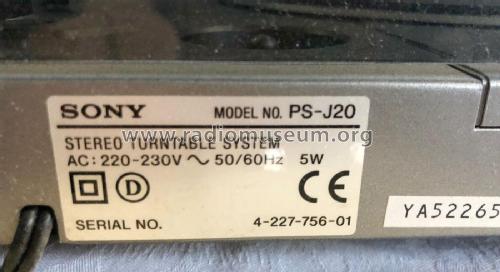 SONY MODEL NO. PS-J20
STEREO TURNTABLE SYSTEM
www.radiomuseum.org
AC: 220-230V ~ 50/60Hz 5W
D CE
SERIAL NO. 4-227-756-01
YA52265